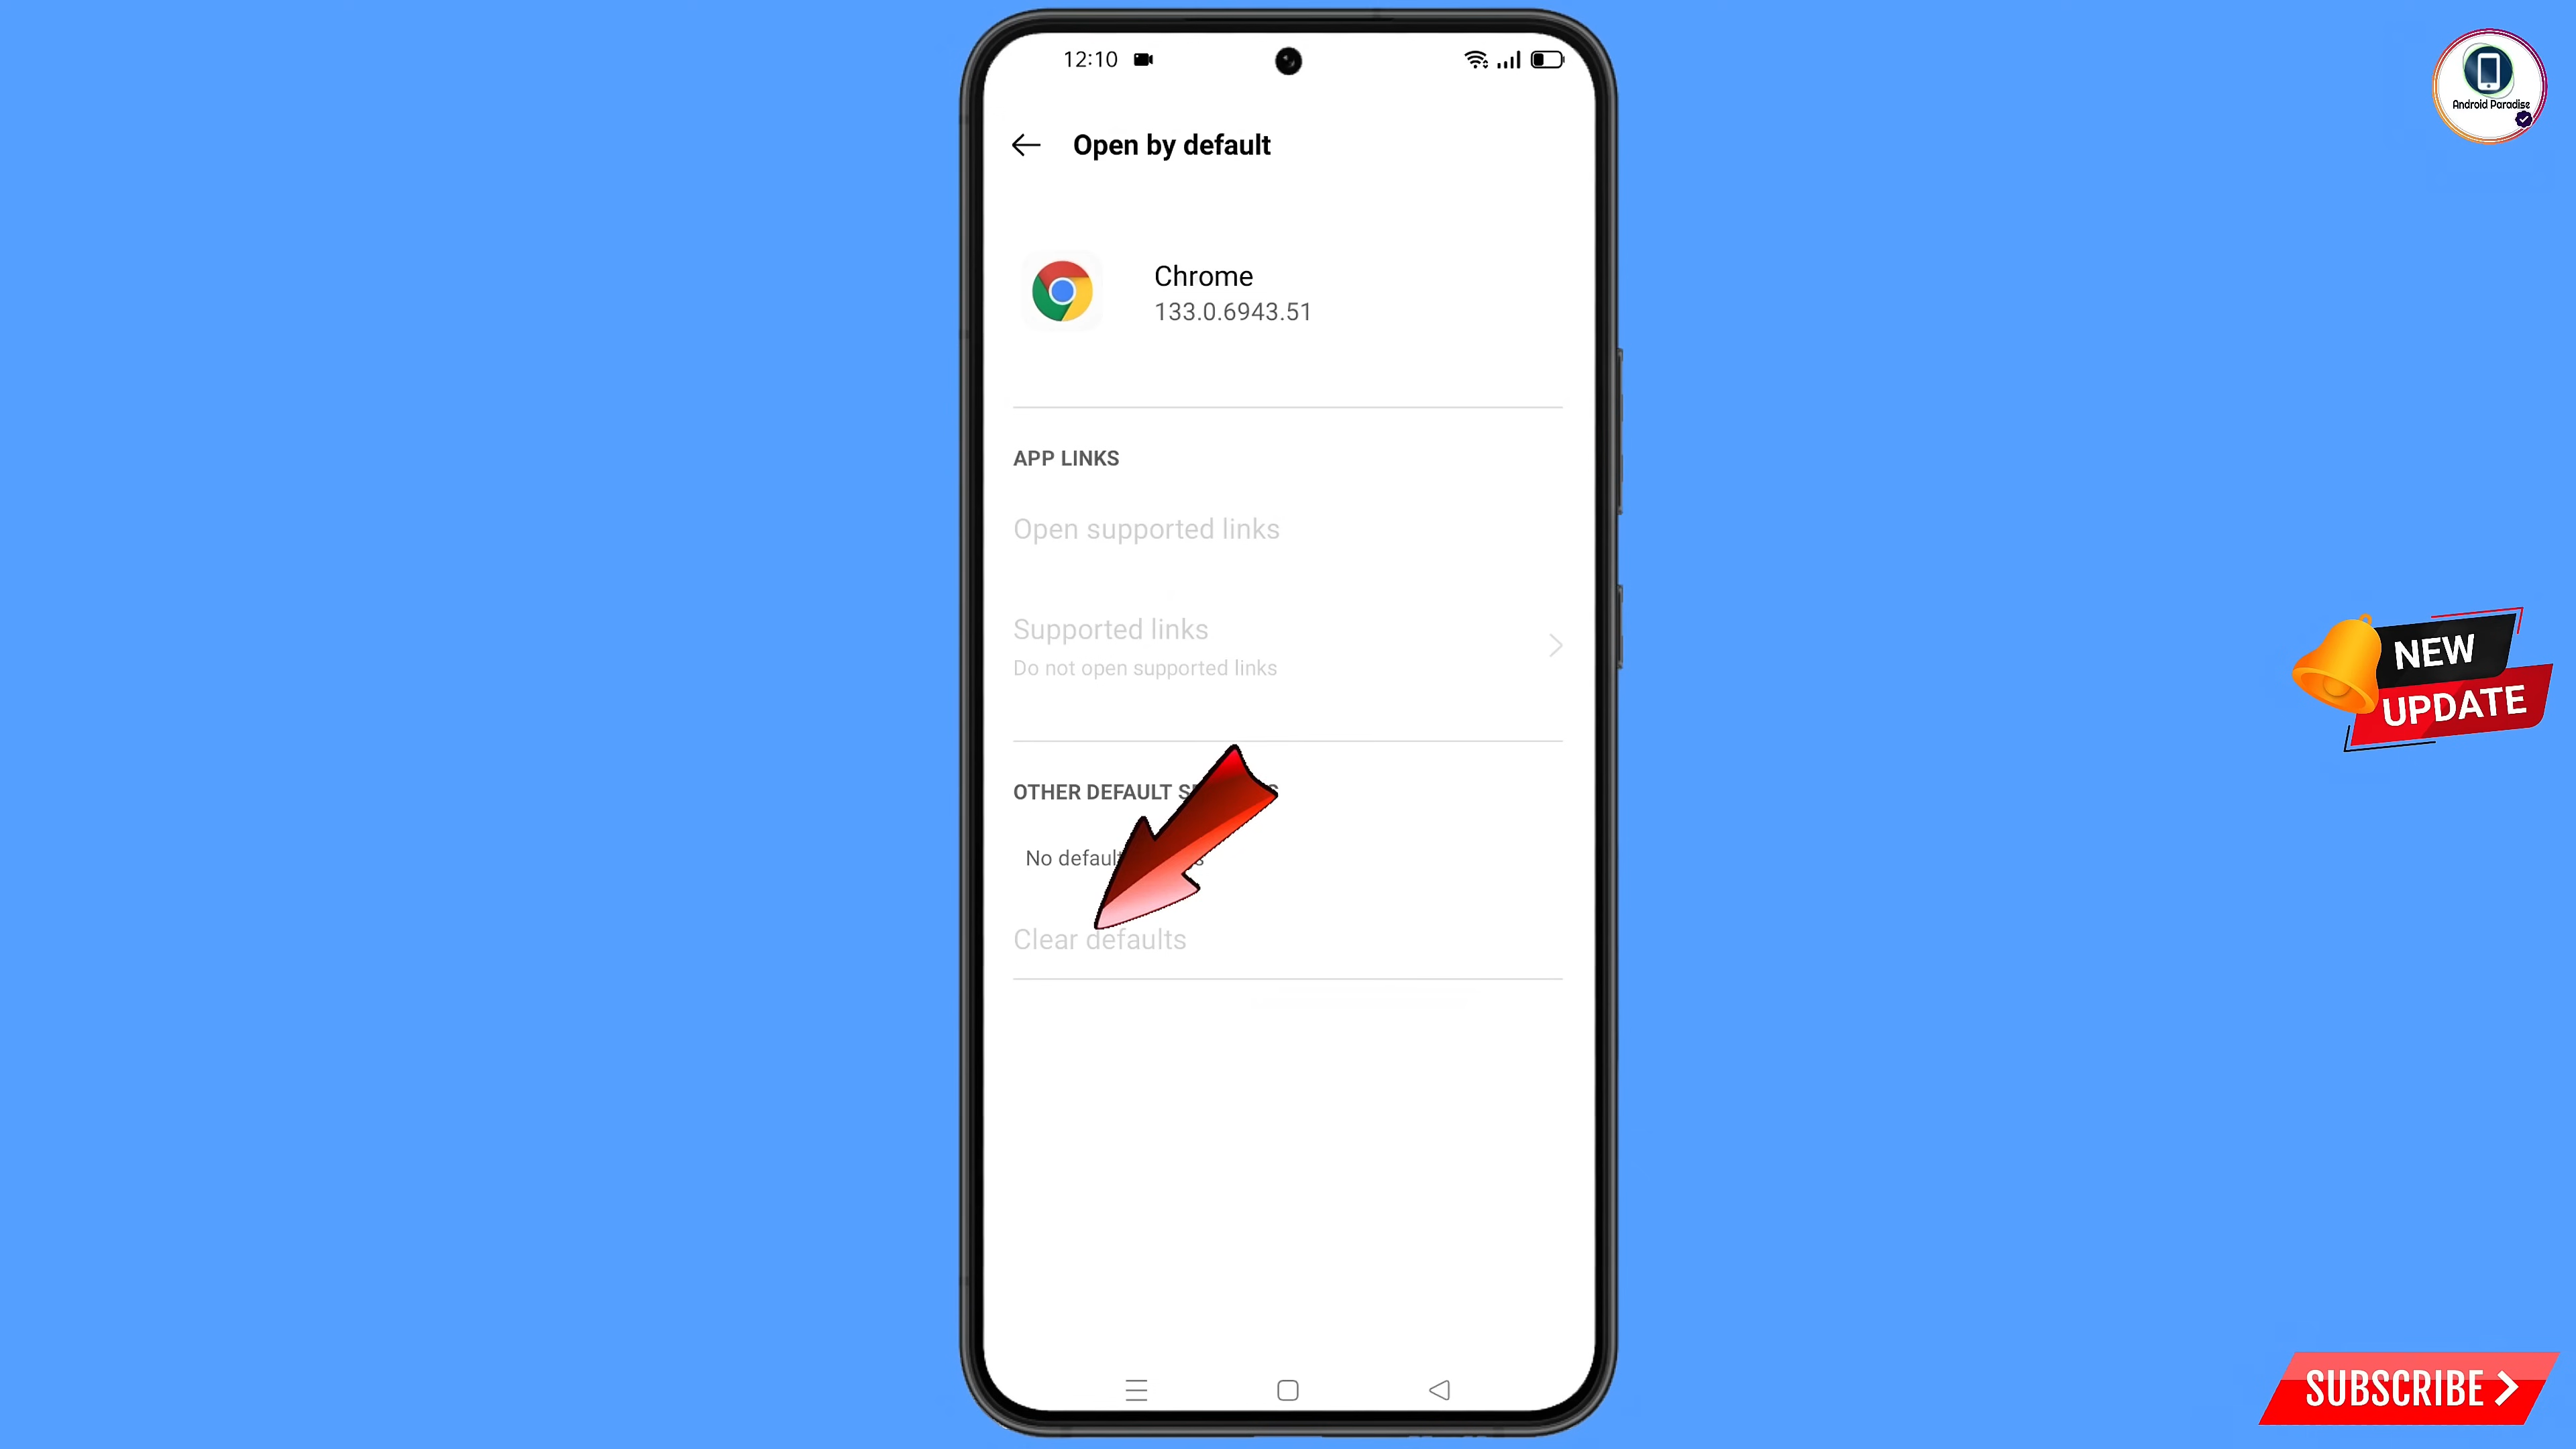 12:10
Android Paradise
Open by default
Chrome
133.0.6943.51
APP LINKS
Open supported links
Supported links
Do not open supported links
NEW
UPDATE
OTHER DEFAULT
No default
Clear defaults
SUBSCRIBE